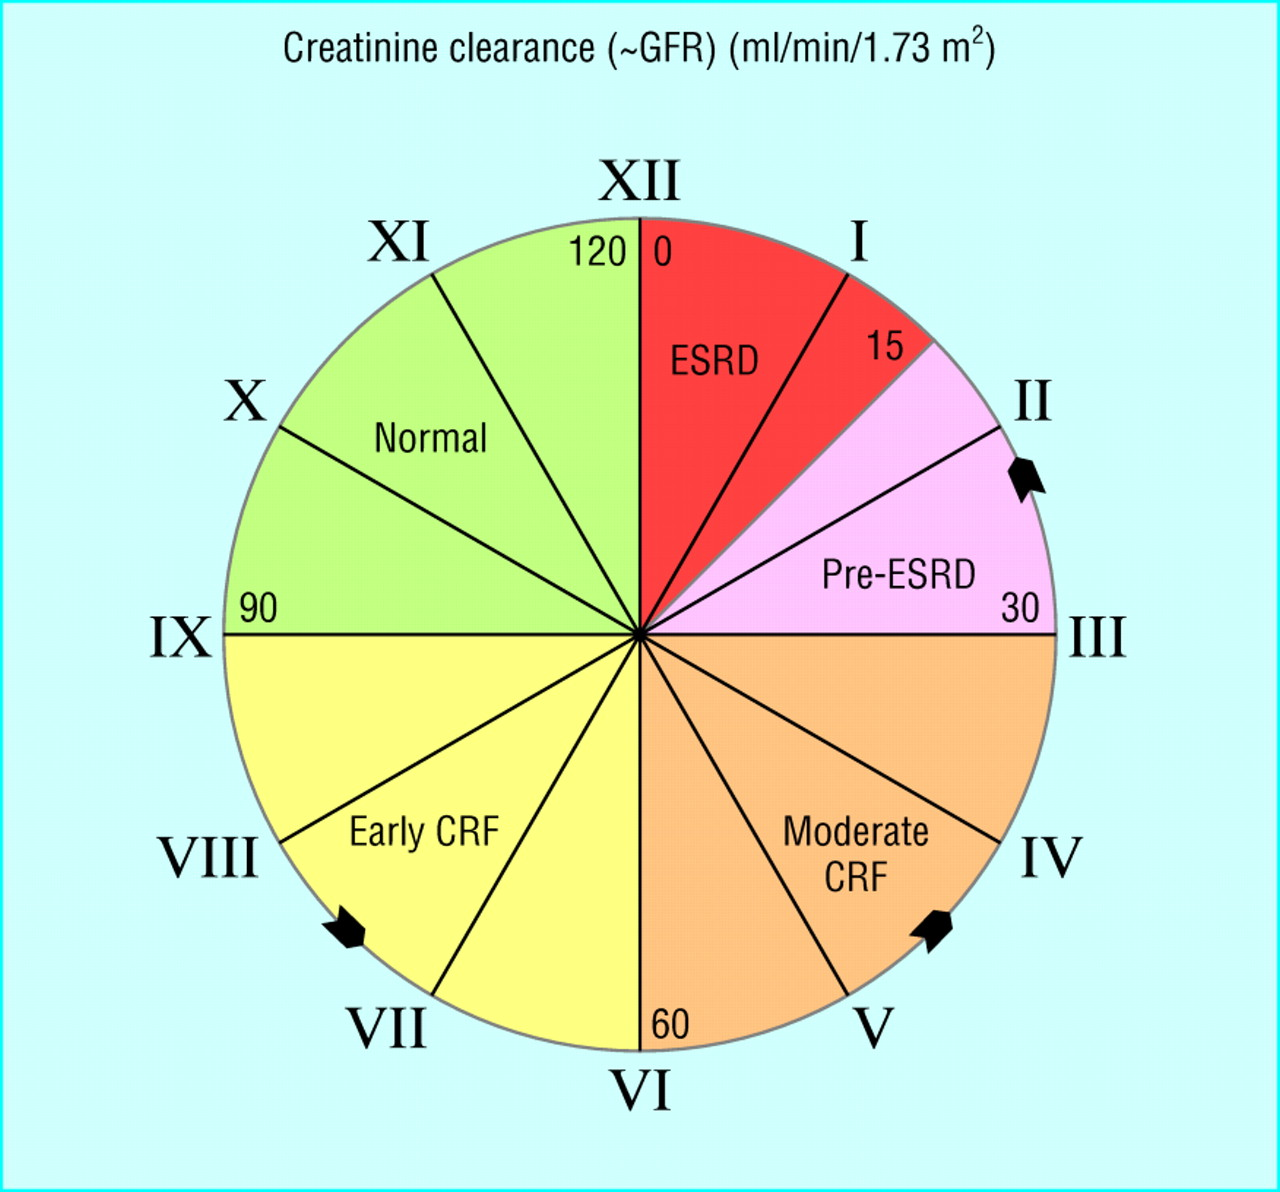 Creatinine clearance (~GFR) (ml/min/1.73 m²)
XII
XI
I
120
0
15
ESRD
X
II
Normal
Pre-ESRD
90
30
IX
III
Early CRF
Moderate
CRF
VIII
IV
60
VII
V
VI